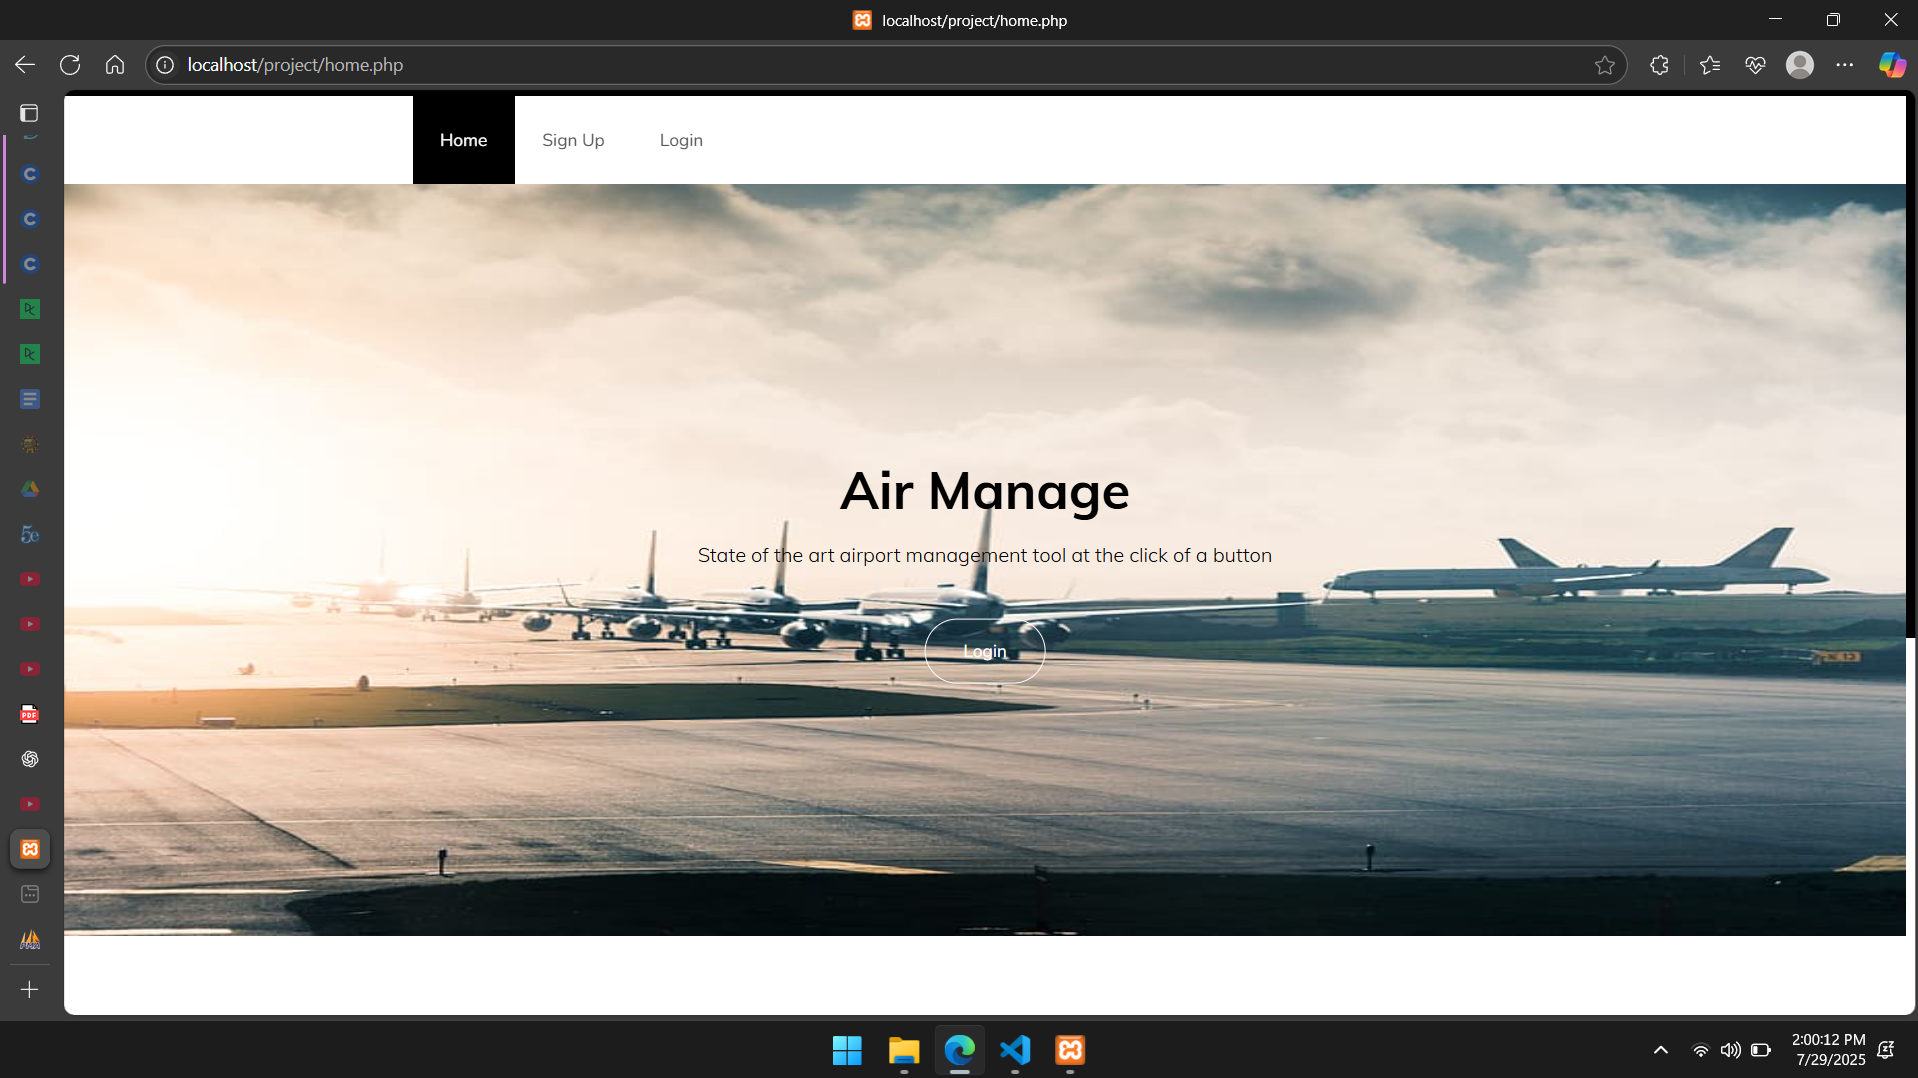 localhost/project/home.php
localhost/project/home.php
Home Sign Up Login
Air Manage
State of the art airport management tool at the click of a button
Login
PDF
2:00:12 PM
7/29/2025